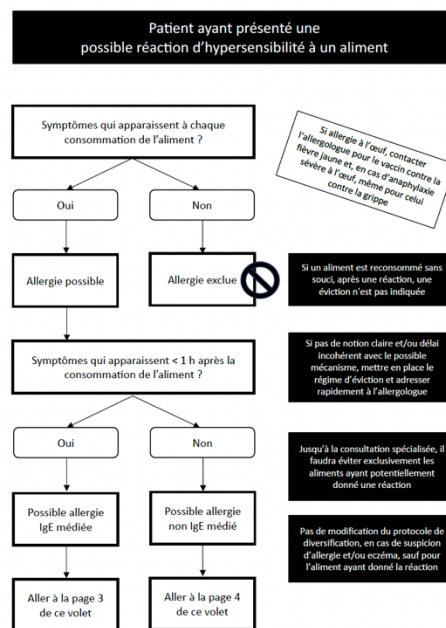 Patient ayant présenté une
possible réaction d'hypersensibilité à un aliment
Symptômes qui apparaissent à chaque
consommation de l'aliment ?
Si allergie à l'œuf, contacter
l'allergologue pour le vaccin contre la
fièvre jaune et, en cas d'anaphylaxie
sévère à l'œuf, même pour celui
contre la grippe
Oui
Non
Allergie possible
Allergie exclue
Si un aliment est reconsommé sans
souci, après une réaction, une
éviction n'est pas indiquée
Symptômes qui apparaissent < 1 h après la
consommation de l'aliment ?
Si pas de notion claire et/ou délai
incohérent avec le possible
mécanisme, mettre en place le
régime d'éviction et adresser
rapidement à l'allergologue
Oui
Non
Jusqu'à la consultation spécialisée, il
faudra éviter exclusivement les
aliments ayant potentiellement
donné une réaction
Possible allergie
IgE médiée
Possible allergie
non IgE médié
Pas de modification du protocole de
diversification, en cas de suspicion
d'allergie et/ou eczéma, sauf pour
l'aliment ayant donné la réaction
Aller à la page 3
de ce volet
Aller à la page 4
de ce volet